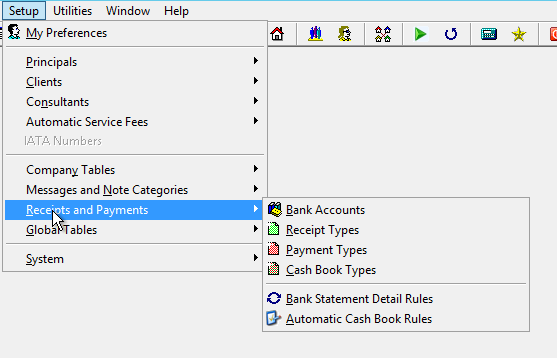 Setup Utilities Window Help
My Preferences
Principals
Clients
Consultants
Automatic Service Fees
IATA Numbers
Company Tables
Messages and Note Categories
Receipts and Payments
Global Tables
System
Bank Accounts
Receipt Types
Payment Types
Cash Book Types
Bank Statement Detail Rules
Automatic Cash Book Rules